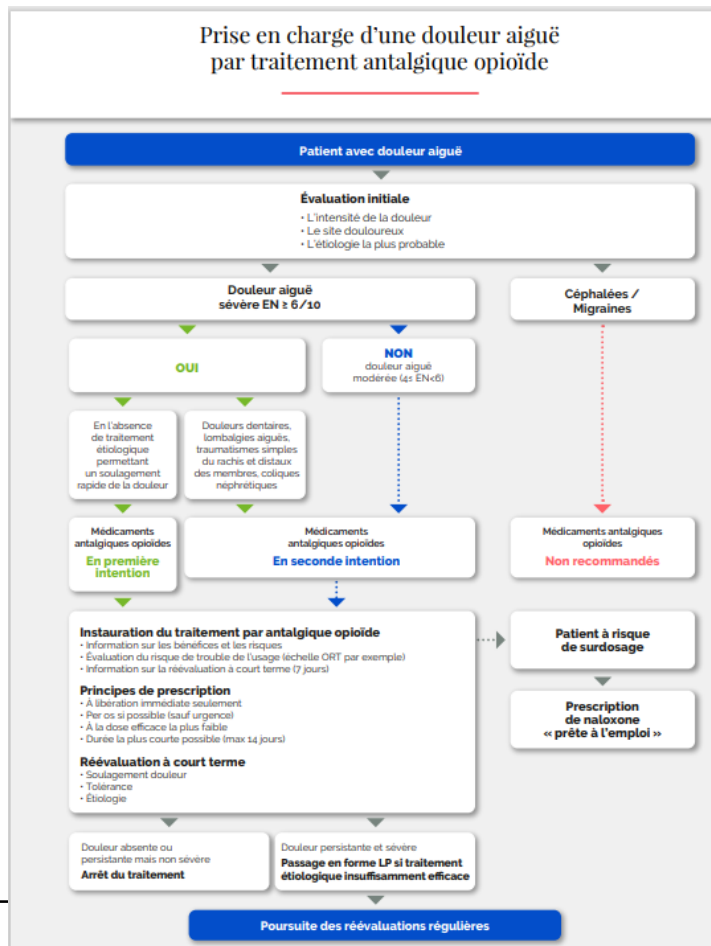 Prise en charge d'une douleur aiguë
par traitement antalgique opioïde
Patient avec douleur aiguë
Évaluation initiale
• L'intensité de la douleur
• Le site douloureux
• L'étiologie la plus probable
Douleur aiguë
sévère EN ≥ 6/10
Céphalées /
Migraines
OUI
NON
douleur aiguë
modérée (4≤ EN<6)
En l'absence
de traitement
étiologique
permettant
un soulagement
rapide de la douleur
Douleurs dentaires,
lombalgies aiguës,
traumatismes simples
du rachis et distaux
des membres, coliques
néphrétiques
Médicaments
antalgiques opioïdes
En première
intention
Médicaments
antalgiques opioïdes
En seconde intention
Médicaments antalgiques
opioïdes
Non recommandés
Instauration du traitement par antalgique opioïde
• Information sur les bénéfices et les risques
• Évaluation du risque de trouble de l'usage (échelle ORT par exemple)
• Information sur la réévaluation à court terme (7 jours)
Principes de prescription
• À libération immédiate seulement
• Per os si possible (sauf urgence)
• À la dose efficace la plus faible
• Durée la plus courte possible (max 14 jours)
Réévaluation à court terme
• Soulagement douleur
• Tolérance
• Étiologie
Patient à risque
de surdosage
Prescription
de naloxone
« prête à l'emploi »
Douleur absente ou
persistante mais non sévère
Arrêt du traitement
Douleur persistante et sévère
Passage en forme LP si traitement
étiologique insuffisamment efficace
Poursuite des réévaluations régulières